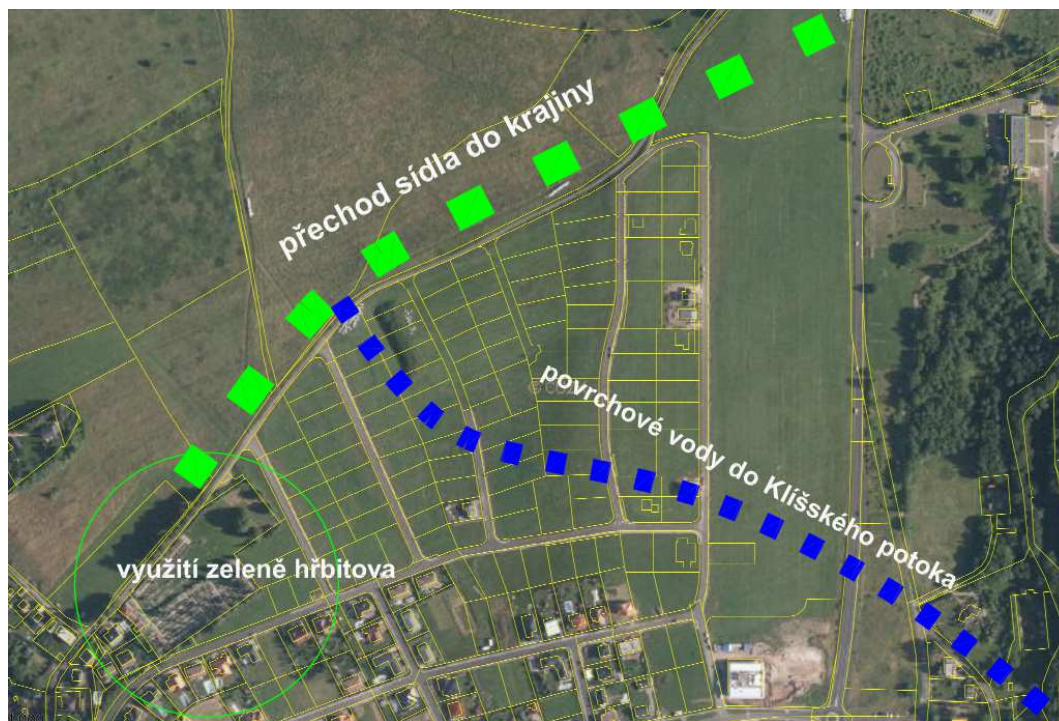 přechod sídla do krajiny
povrchové vody do Klíšského potoka
využití zeleně hřbitova